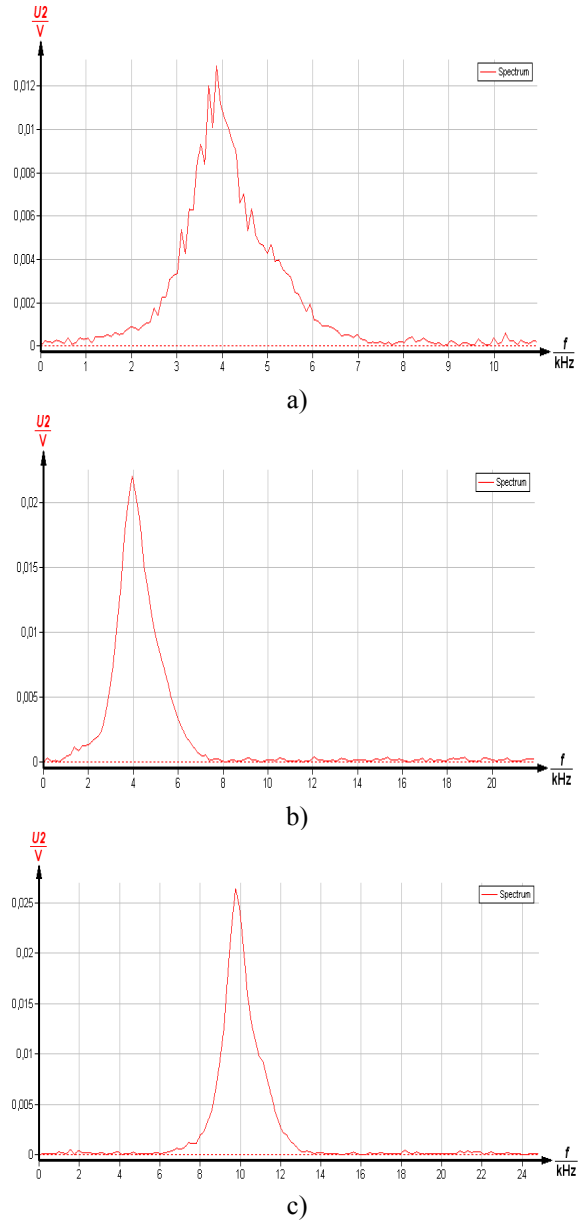 U2
V
Spectrum
0,012
0,01
0,008
0,006
0,004
0,002
0
0 1 2 3 4 5 6 7 8 9 10
f
kHz
a)
U2
V
Spectrum
0,02
0,015
0,01
0,005
0
0 2 4 6 8 10 12 14 16 18 20
f
kHz
b)
U2
V
Spectrum
0,025
0,02
0,015
0,01
0,005
0
0 2 4 6 8 10 12 14 16 18 20 22 24
f
kHz
c)